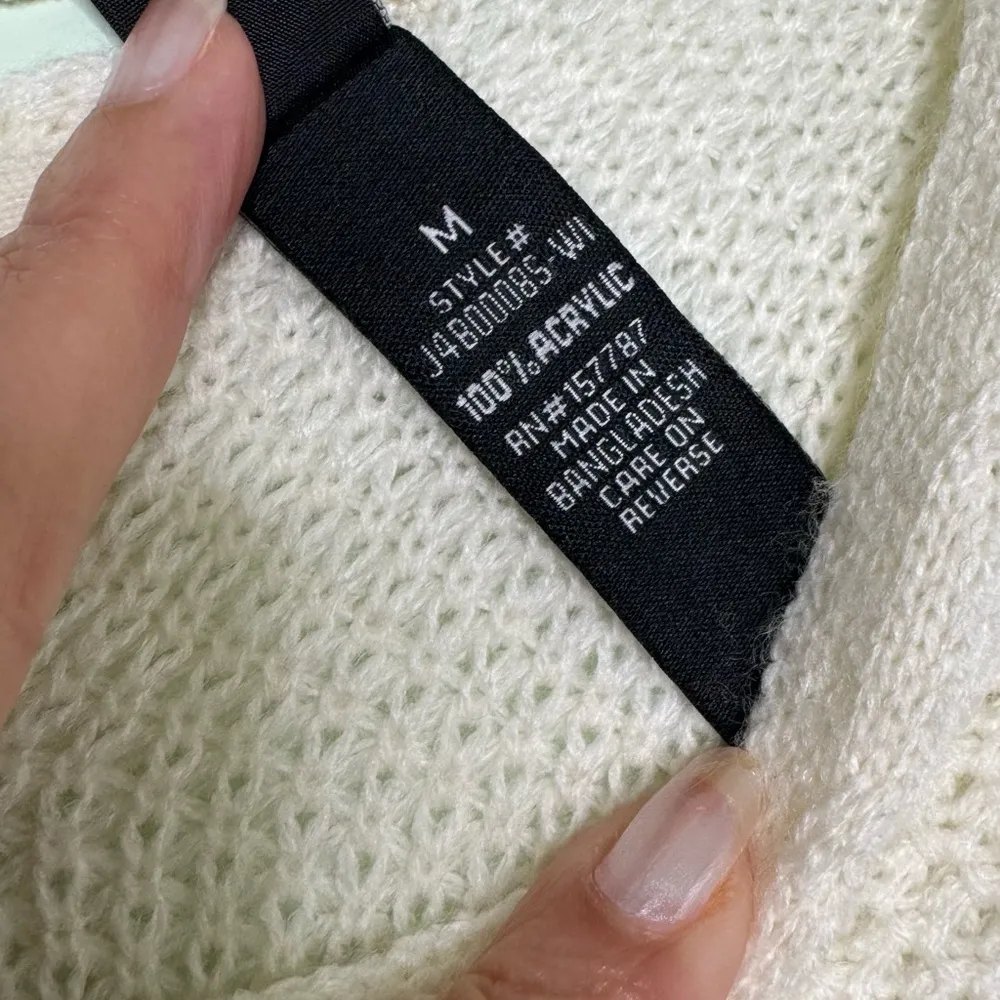 M
STYLE #
J4800085-WI
100% ACRYLIC
RN#157787
MADE IN
BANGLADESH
CARE ON
REVERSE